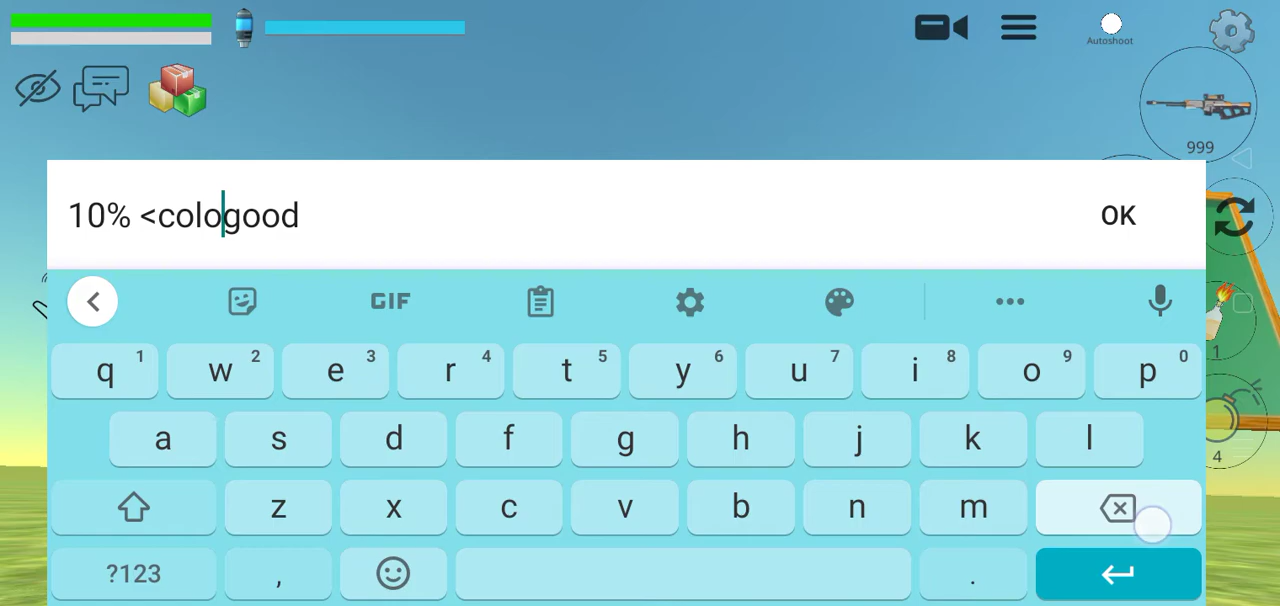 Autoshoot
999
10% <cologood
OK
GIF
q 1 w 2 e 3 r 4 t 5 y 6 u 7 i 8 o 9 p 0
1
a s d f g h j k l
4
z x c v b n m
?123 , .